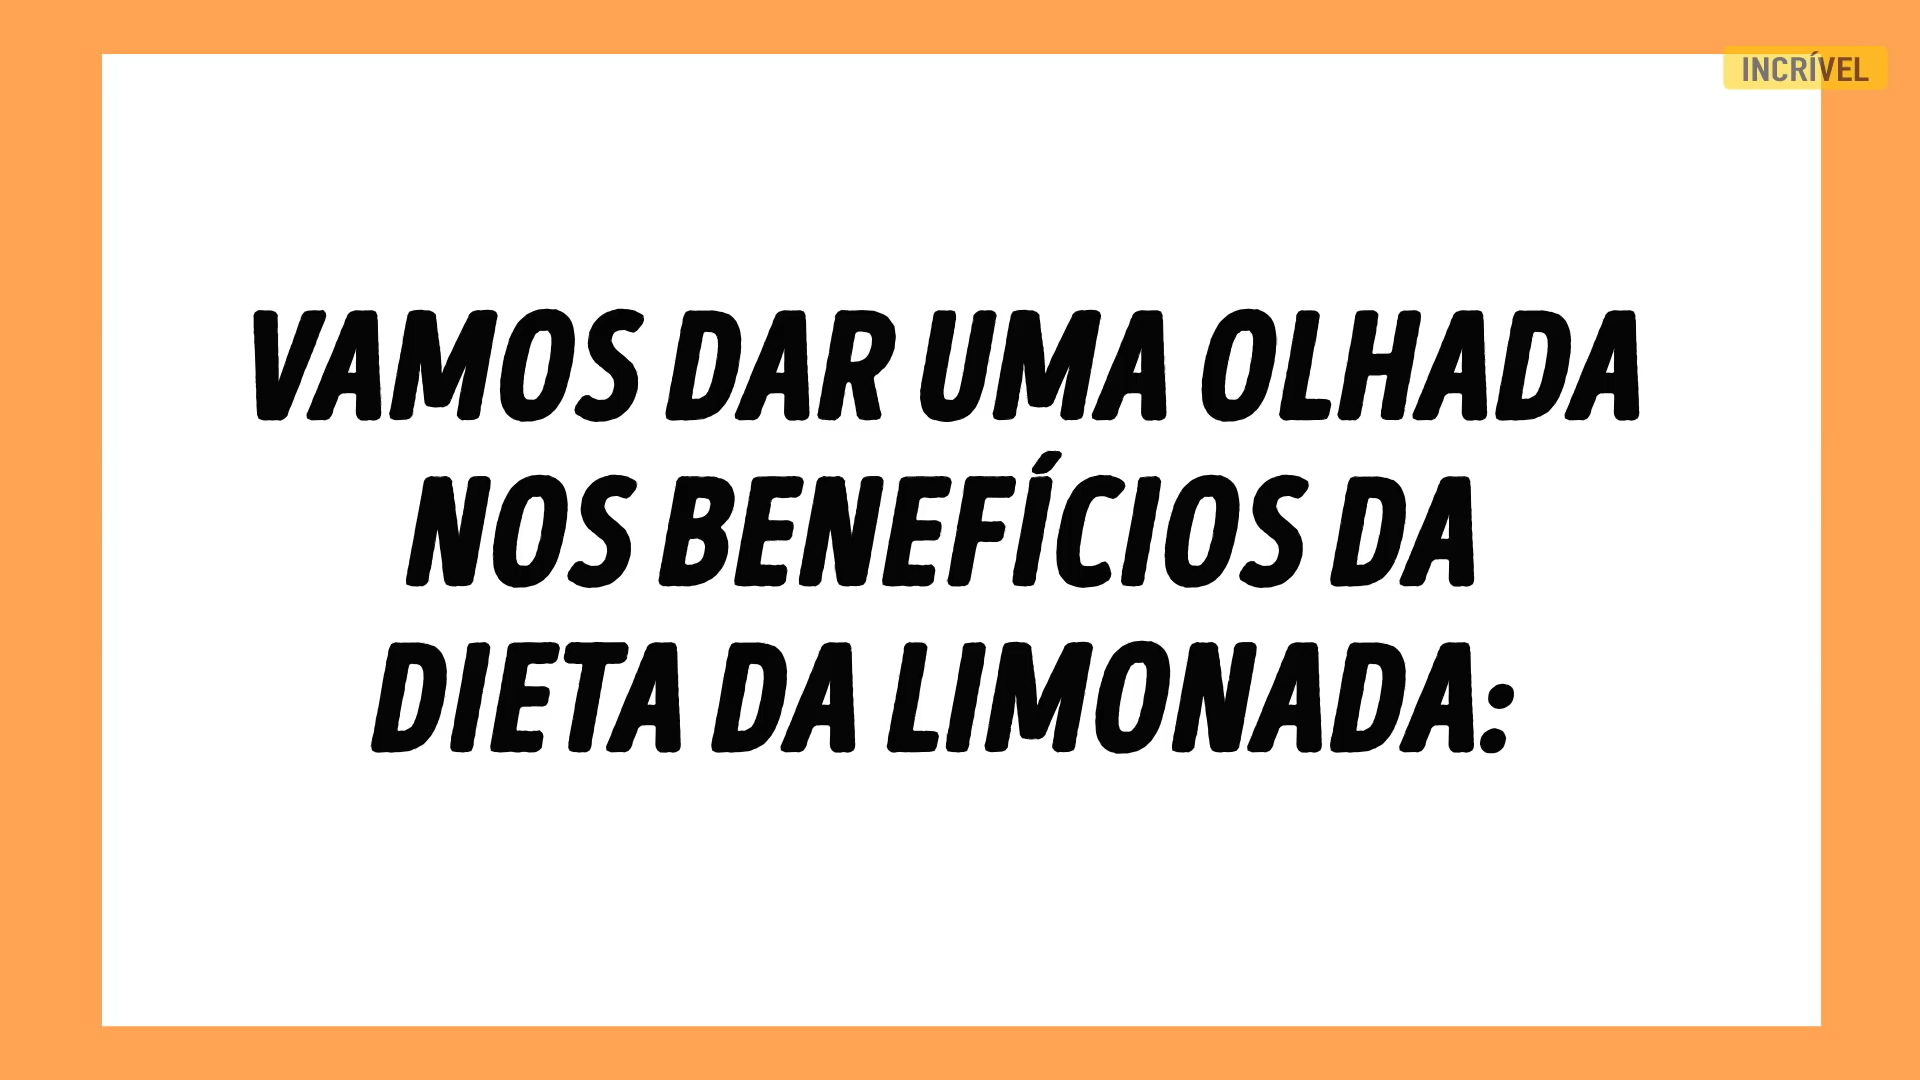 INCRÍVEL
VAMOS DAR UMA OLHADA
NOS BENEFÍCIOS DA
DIETA DA LIMONADA: